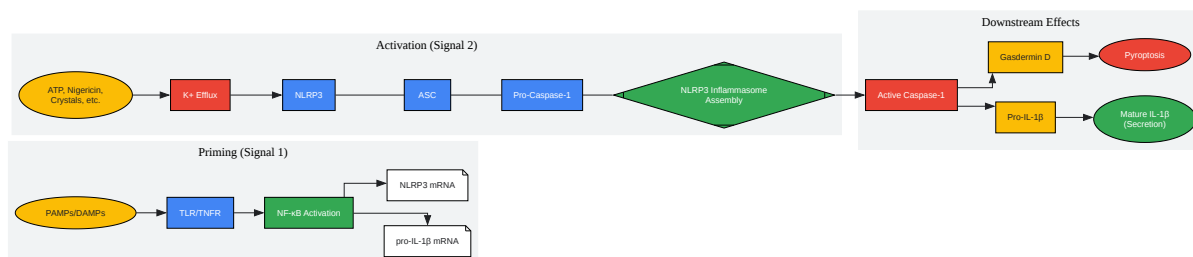 Downstream Effects
Activation (Signal 2)
ATP, Nigericin,
Crystals, etc.
K+ Efflux
NLRP3
ASC
Pro-Caspase-1
NLRP3 Inflammasome
Assembly
Active Caspase-1
Gasdermin D
Pyroptosis
Pro-IL-1β
Mature IL-1β
(Secretion)
Priming (Signal 1)
PAMPs/DAMPs
TLR/TNFR
NF-κB Activation
NLRP3 mRNA
pro-IL-1β mRNA